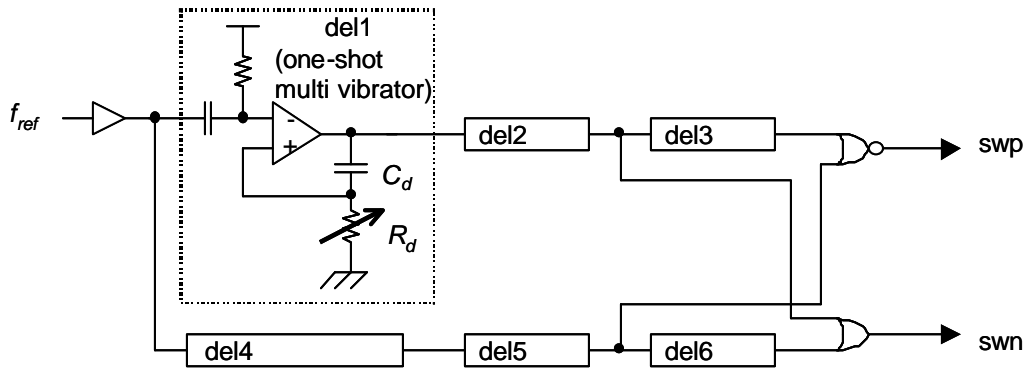 del1
(one-shot
multi vibrator)
f_ref
-
+
C_d
R_d
del2
del3
swp
del4
del5
del6
swn